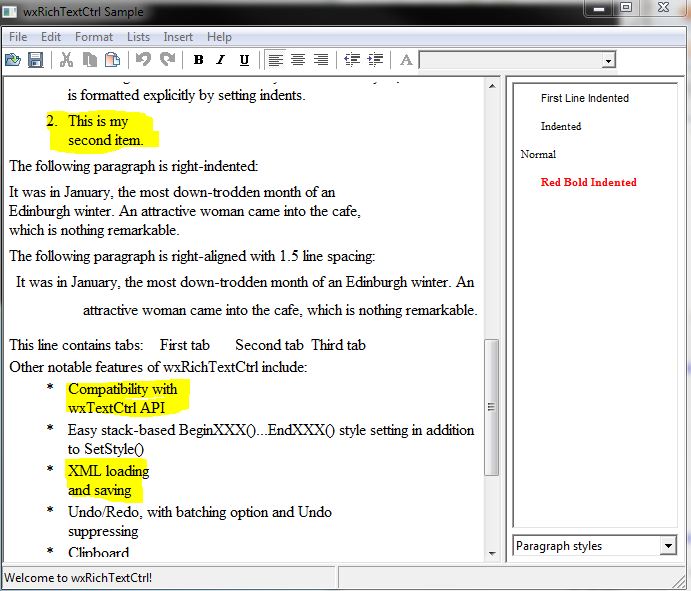 wxRichTextCtrl Sample
File Edit Format Lists Insert Help
B I U A
is formatted explicitly by setting indents.
2. This is my
second item.
The following paragraph is right-indented:
It was in January, the most down-trodden month of an
Edinburgh winter. An attractive woman came into the cafe,
which is nothing remarkable.
The following paragraph is right-aligned with 1.5 line spacing:
It was in January, the most down-trodden month of an Edinburgh winter. An
attractive woman came into the cafe, which is nothing remarkable.
This line contains tabs: First tab Second tab Third tab
Other notable features of wxRichTextCtrl include:
* Compatibility with
wxTextCtrl API
* Easy stack-based BeginXXX()...EndXXX() style setting in addition
to SetStyle()
* XML loading
and saving
* Undo/Redo, with batching option and Undo
suppressing
* Clipboard
First Line Indented
Indented
Normal
Red Bold Indented
Paragraph styles
Welcome to wxRichTextCtrl!